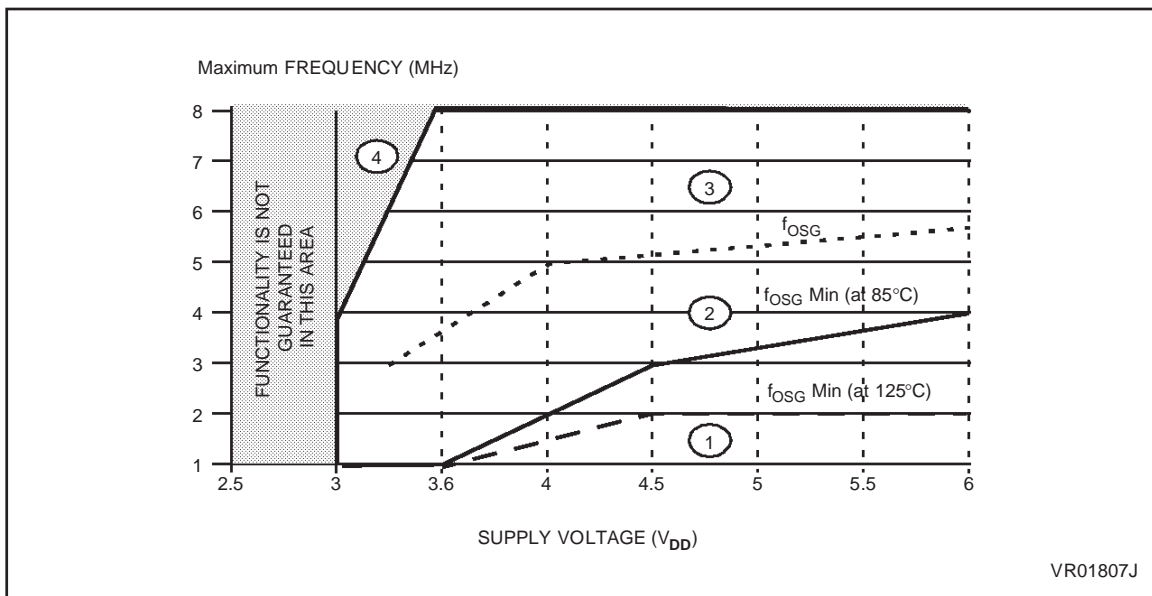 Maximum FREQUENCY (MHz)
8
7
6
5
4
3
2
1
2.5
3
3.6
4
4.5
5
5.5
6
FUNCTIONALITY IS NOT
GUARANTEED
IN THIS AREA
4
3
fOSG
2
fOSG Min (at 85°C)
fOSG Min (at 125°C)
1
SUPPLY VOLTAGE (VDD)
VR01807J